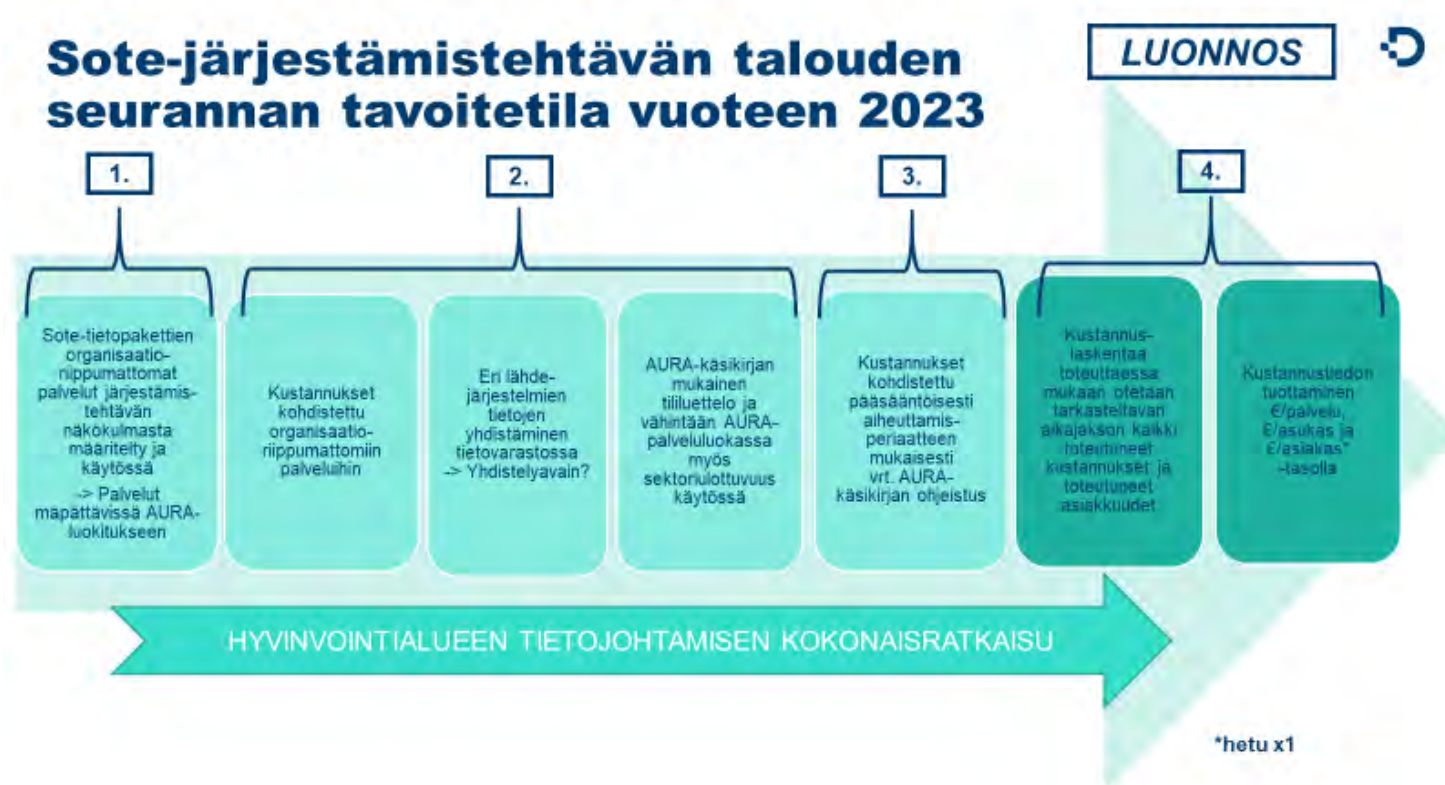 Sote-järjestämistehtävän talouden
seurannan tavoitetila vuoteen 2023
LUONNOS
1.
2.
3.
4.
Sote-tietopakettien
organisaatio-
riippumattomat
palvelut järjestämis-
tehtävän
näkökulmasta
määritelty ja
käytössä
-> Palvelut
mapattavissa AURA-
luokitukseen
Kustannukset
kohdistettu
organisaatio-
riippumattomiin
palveluihin
Eri lähde-
järjestelmien
tietojen
yhdistäminen
tietovarastossa
-> Yhdistelyavain?
AURA-käsikirjan
mukainen
tililuettelo ja
vähintään AURA-
palveluluokassa
myös
sektoriulottuvuus
käytössä
Kustannukset
kohdistettu
pääsääntöisesti
aiheuttamis-
periaatteen
mukaisesti
vrt. AURA-
käsikirjan ohjeistus
Kustannus-
laskentaa
toteuttaessa
mukaan otetaan
tarkasteltavan
aikajakson kaikki
toteutuneet
kustannukset ja
toteutuneet
asiakkuudet
Kustannustiedon
tuottaminen
€/palvelu,
€/asukas ja
€/asiakas*
-tasolla
HYVINVOINTIALUEEN TIETOJOHTAMISEN KOKONAISRATKAISU
*hetu x1